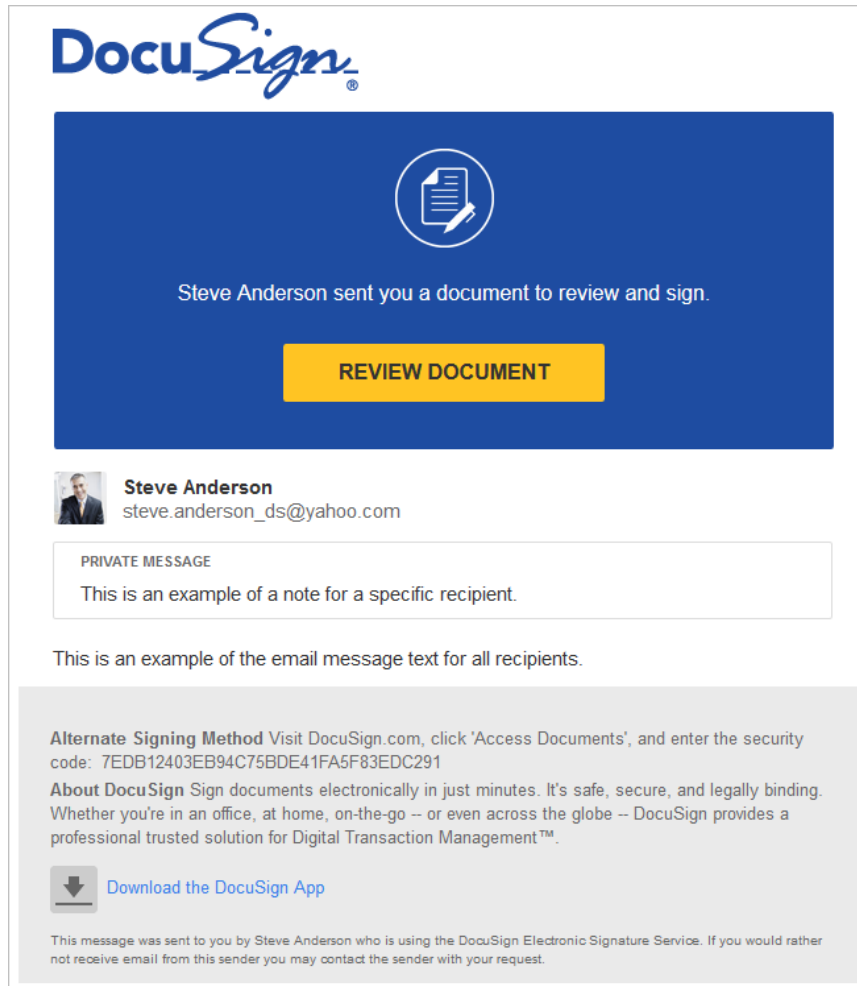 DocuSign®
Steve Anderson sent you a document to review and sign.
REVIEW DOCUMENT
Steve Anderson
steve.anderson_ds@yahoo.com
PRIVATE MESSAGE
This is an example of a note for a specific recipient.
This is an example of the email message text for all recipients.
Alternate Signing Method Visit DocuSign.com, click 'Access Documents', and enter the security
code: 7EDB12403EB94C75BDE41FA5F83EDC291
About DocuSign Sign documents electronically in just minutes. It's safe, secure, and legally binding.
Whether you're in an office, at home, on-the-go -- or even across the globe -- DocuSign provides a
professional trusted solution for Digital Transaction Management™.
Download the DocuSign App
This message was sent to you by Steve Anderson who is using the DocuSign Electronic Signature Service. If you would rather
not receive email from this sender you may contact the sender with your request.